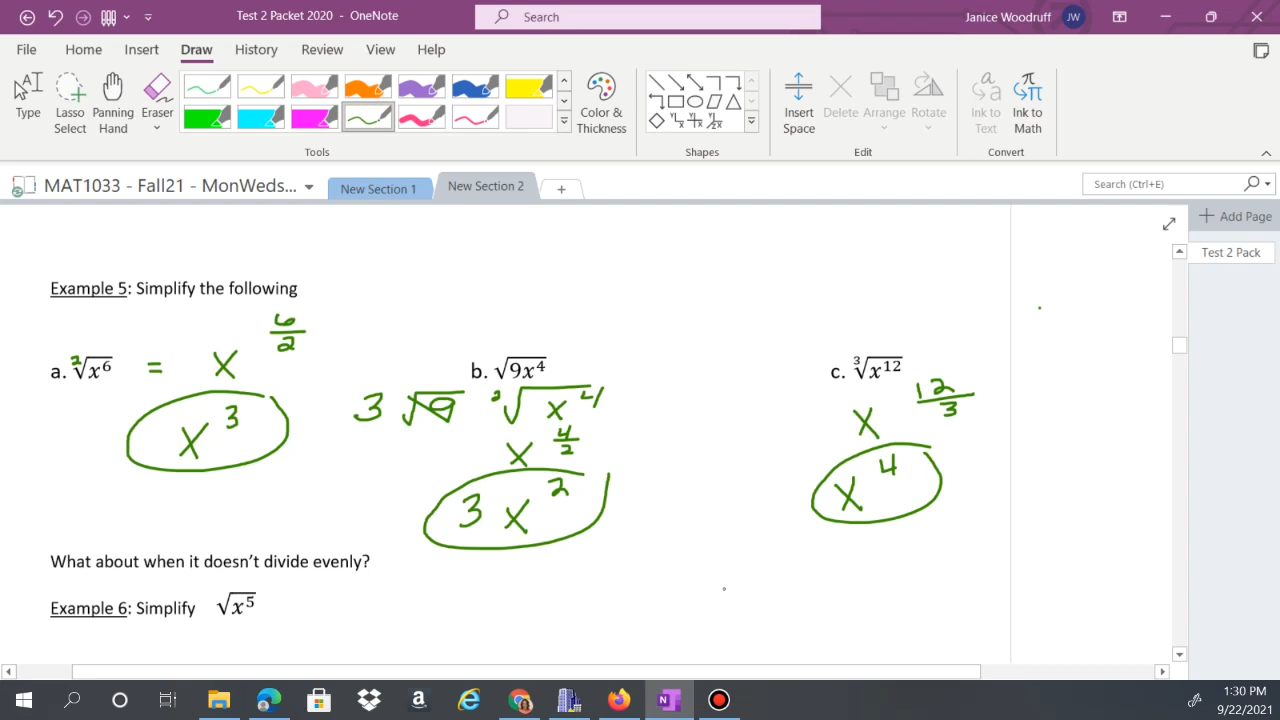 Test 2 Packet 2020 - OneNote
Search
Janice Woodruff JW
File Home Insert Draw History Review View Help
Type
Lasso Select
Panning Hand
Eraser
Color & Thickness
Insert Space
Delete
Arrange
Rotate
Ink to Text
Ink to Math
Tools
Shapes
Edit
Convert
MAT1033 - Fall21 - MonWeds...
New Section 1
New Section 2
Search (Ctrl+E)
Add Page
Test 2 Pack
Example 5: Simplify the following
a. ²√x⁶ = x^(6/2)
x³
b. √9x⁴
3 √9 ²√x⁴
x^(4/2)
3x²
c. ³√x¹²
x^(12/3)
x⁴
What about when it doesn't divide evenly?
Example 6: Simplify √x⁵
1:30 PM
9/22/2021